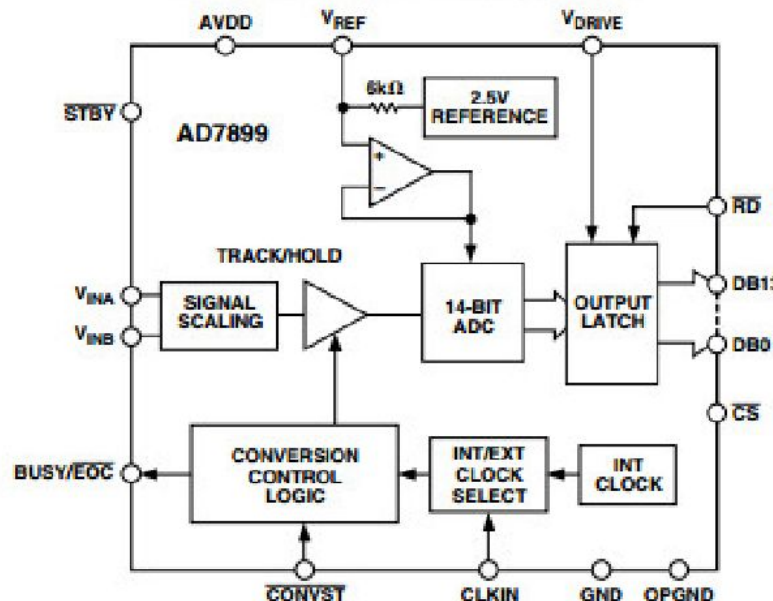 AVDD
VREF
VDRIVE
STBY
AD7899
6kΩ
2.5V
REFERENCE
+
−
RD
TRACK/HOLD
VINA
VINB
SIGNAL
SCALING
14-BIT
ADC
OUTPUT
LATCH
DB13
DB0
CS
BUSY/EOC
CONVERSION
CONTROL
LOGIC
INT/EXT
CLOCK
SELECT
INT
CLOCK
CONVST
CLKIN
GND
OPGND